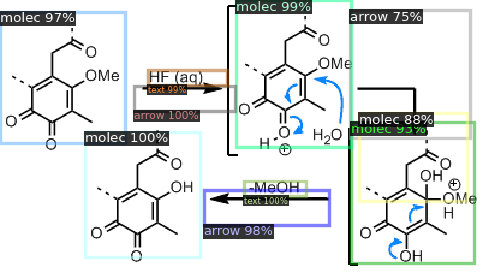 molec 97%
molec 99%
arrow 75%
O
OMe
O
O
HF (aq)
text 99%
arrow 100%
O
OMe
O
O
H
⊕
H2O
molec 88%
molec 93%
O
OH
⊕
OMe
H
OH
molec 100%
O
OH
O
O
-MeOH
text 100%
arrow 98%